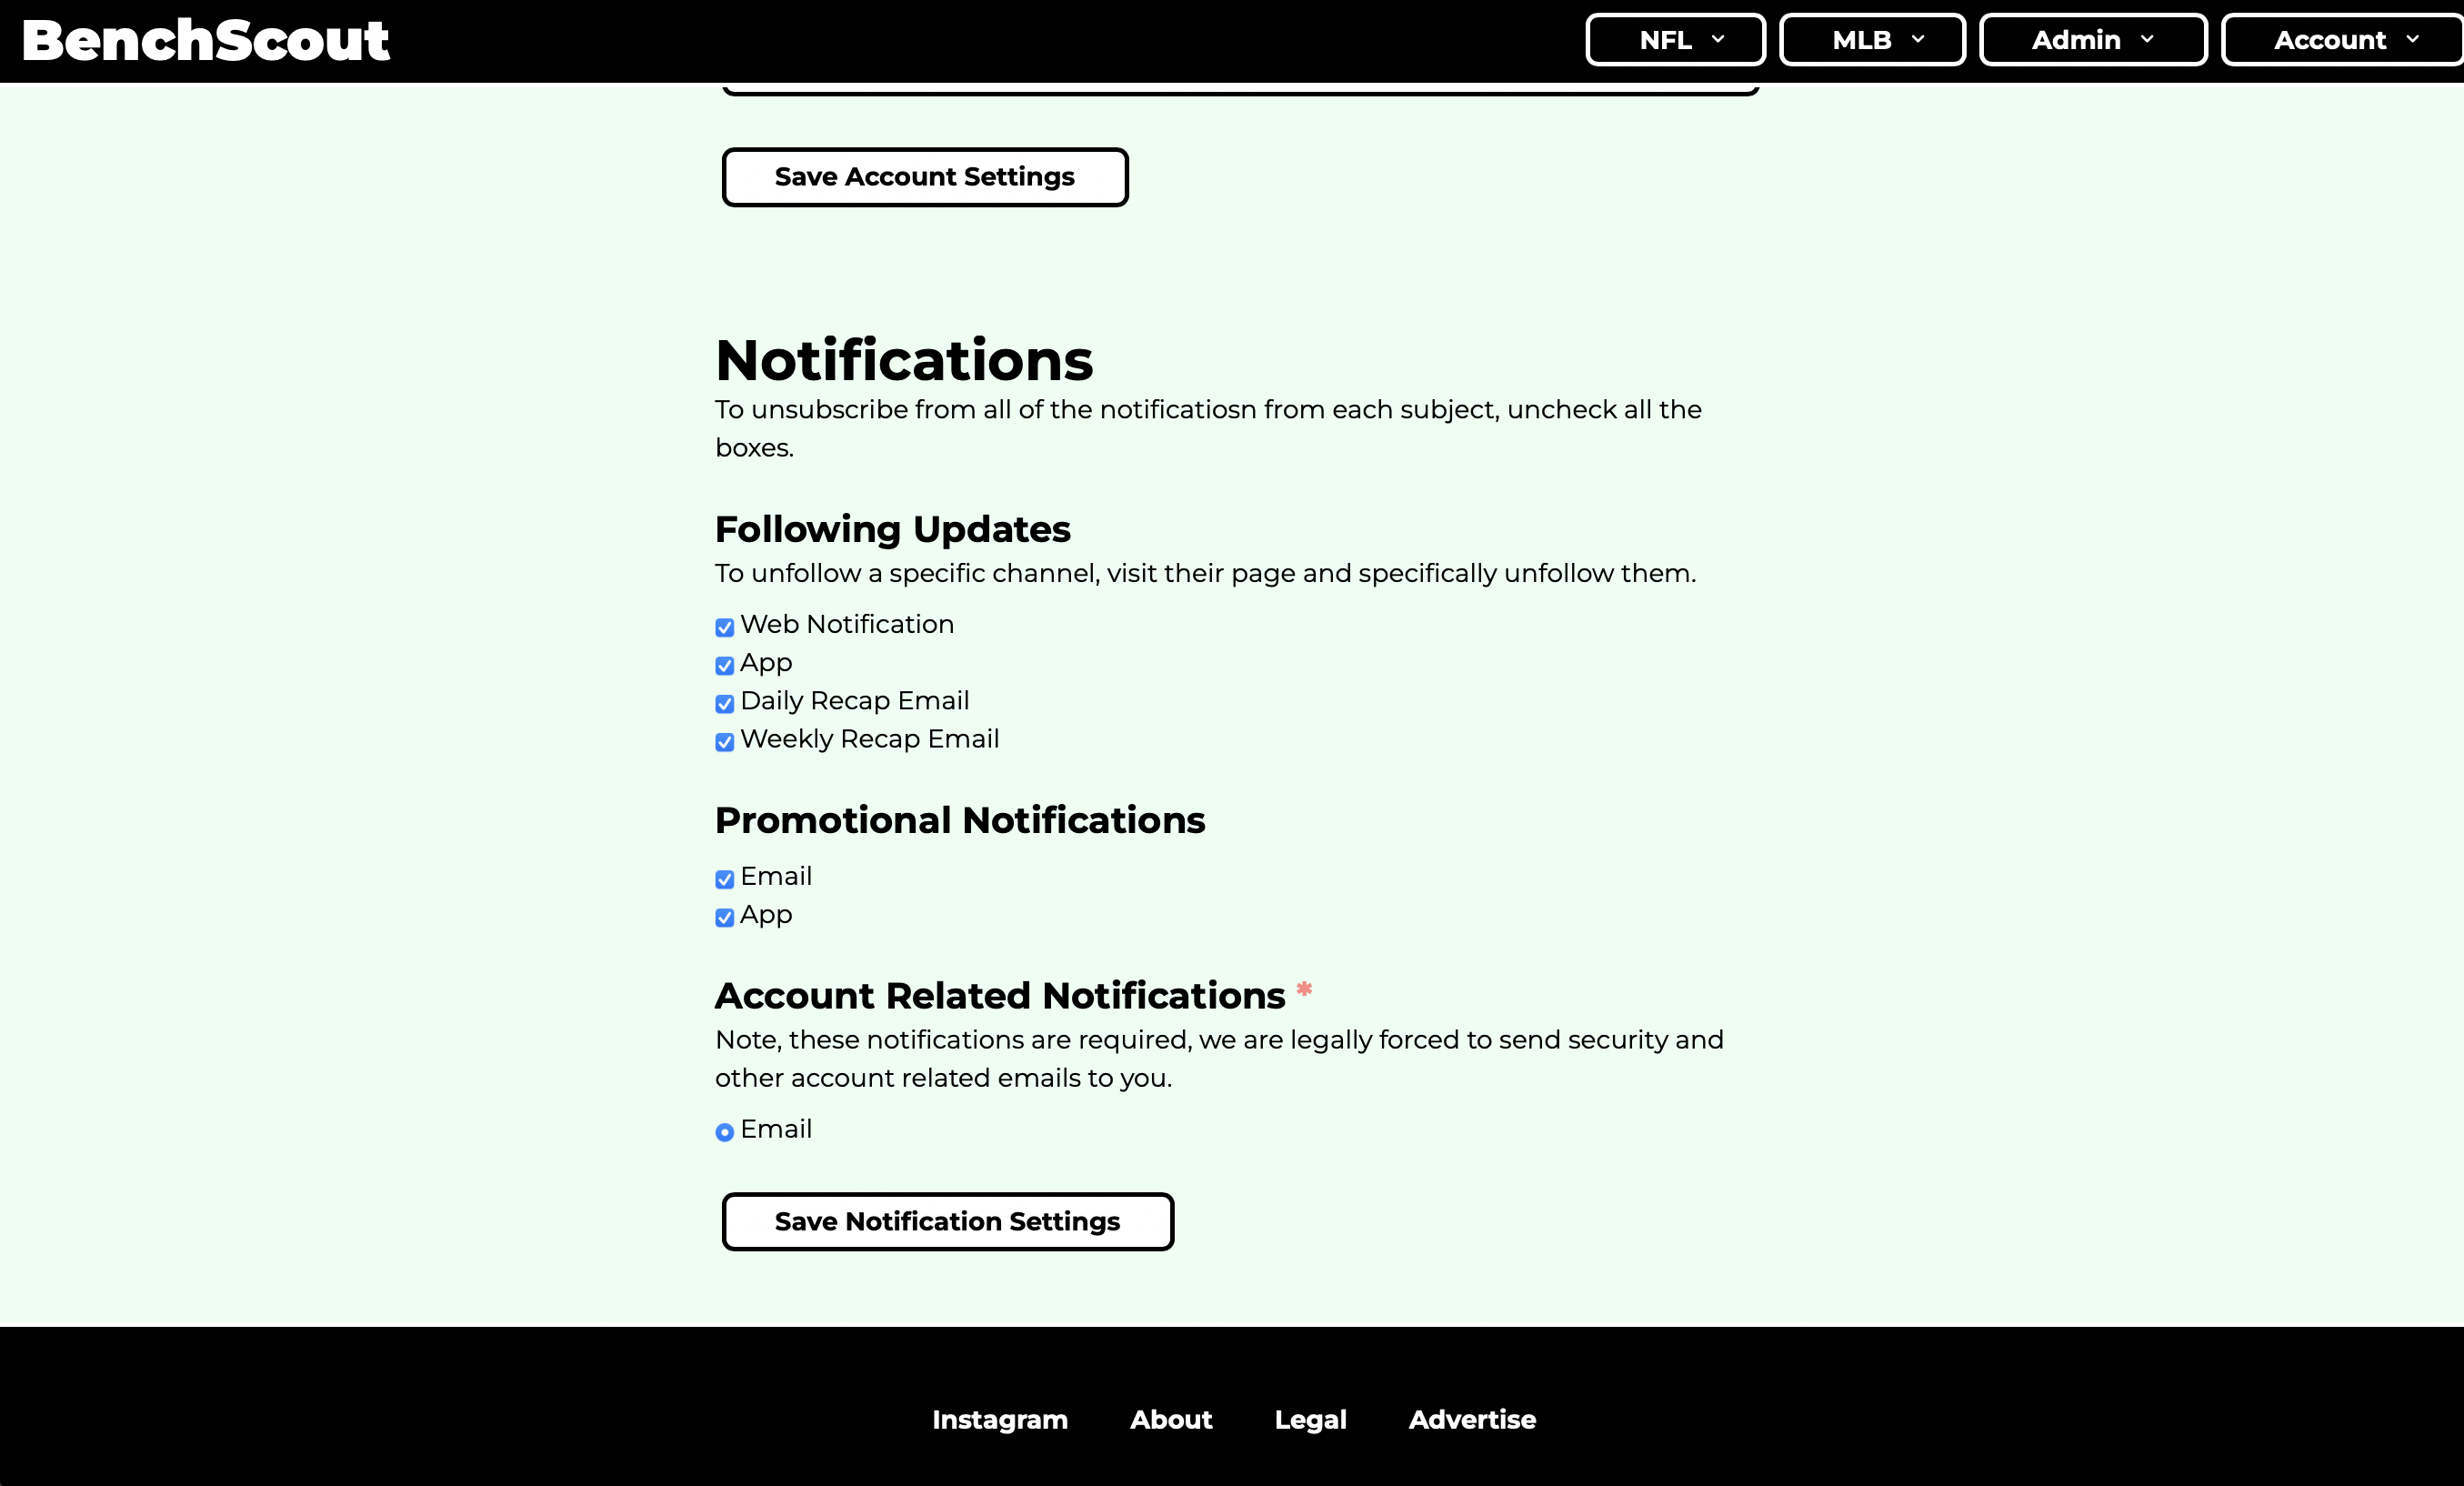 BenchScout
NFL
MLB
Admin
Account
Save Account Settings
Notifications
To unsubscribe from all of the notificatiosn from each subject, uncheck all the
boxes.
Following Updates
To unfollow a specific channel, visit their page and specifically unfollow them.
Web Notification
App
Daily Recap Email
Weekly Recap Email
Promotional Notifications
Email
App
Account Related Notifications *
Note, these notifications are required, we are legally forced to send security and
other account related emails to you.
Email
Save Notification Settings
Instagram
About
Legal
Advertise